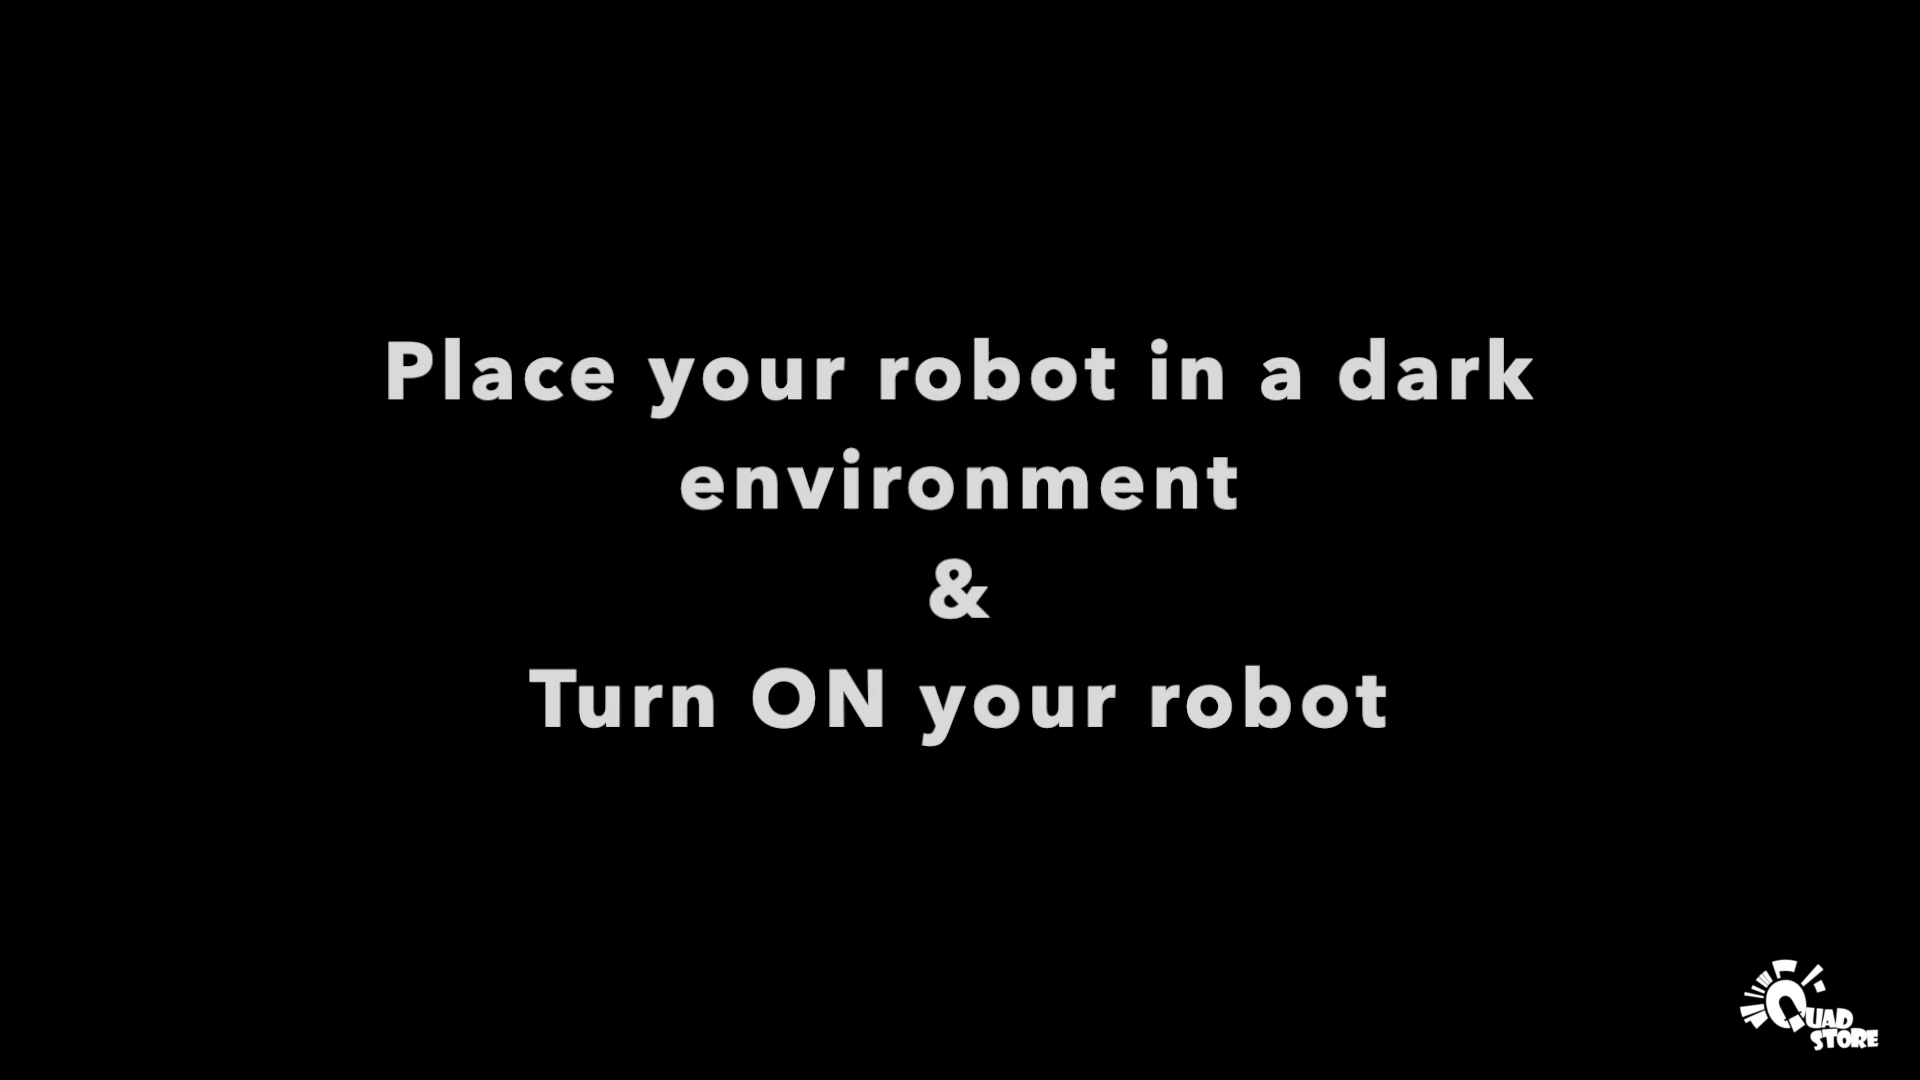 Place your robot in a dark
environment
&
Turn ON your robot
QUAD
STORE